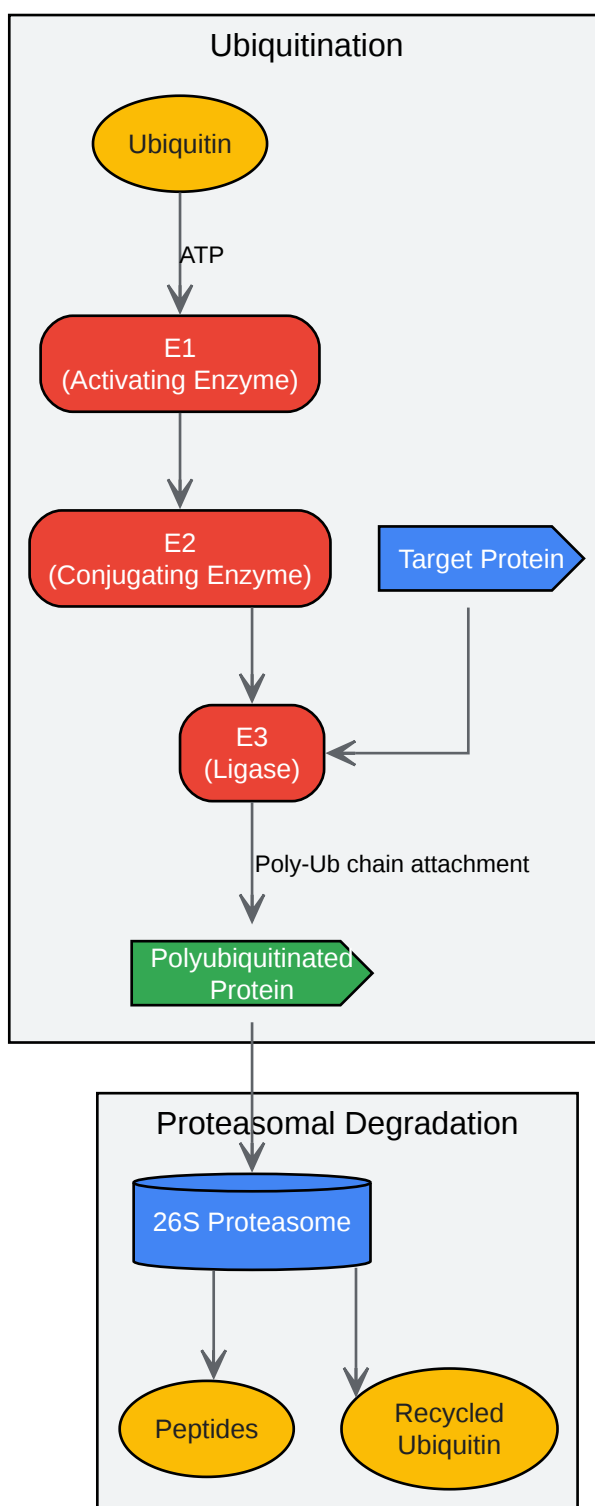 Ubiquitination
Ubiquitin
ATP
E1
(Activating Enzyme)
E2
(Conjugating Enzyme)
Target Protein
E3
(Ligase)
Poly-Ub chain attachment
Polyubiquitinated
Protein
Proteasomal Degradation
26S Proteasome
Peptides
Recycled
Ubiquitin